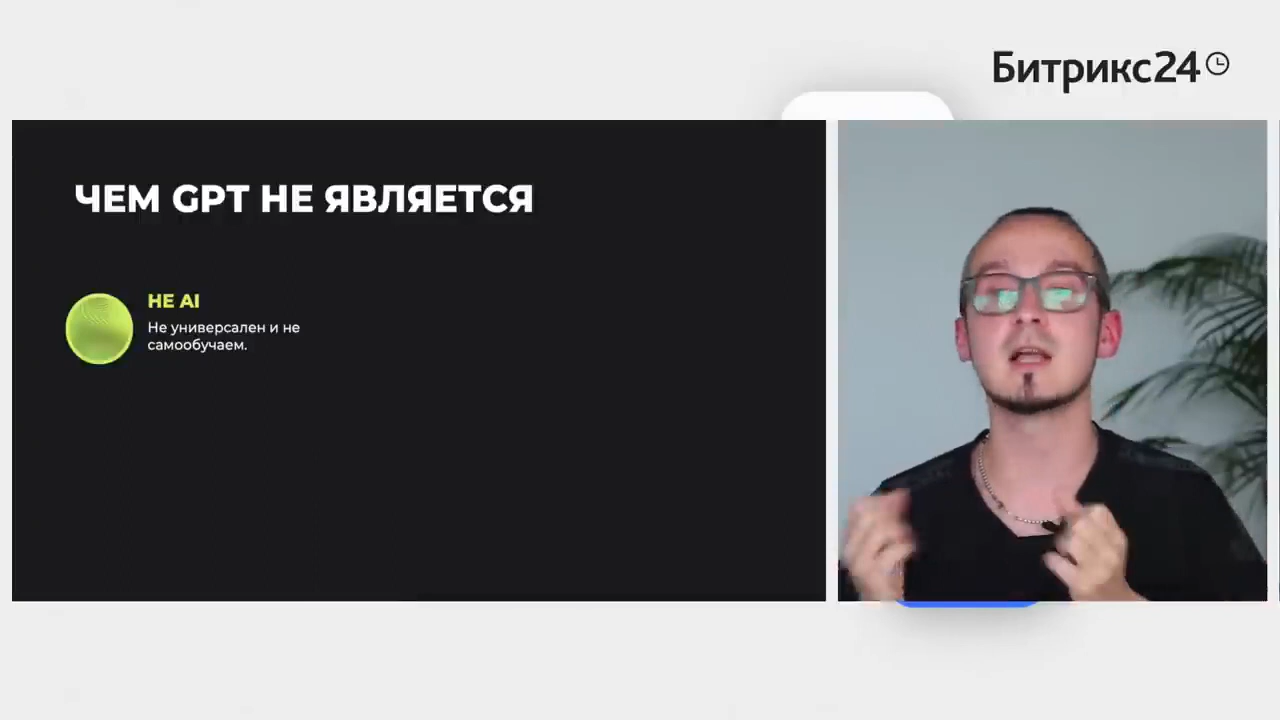 Битрикс24
ЧЕМ GPT НЕ ЯВЛЯЕТСЯ
НЕ AI
Не универсален и не
самообучаем.